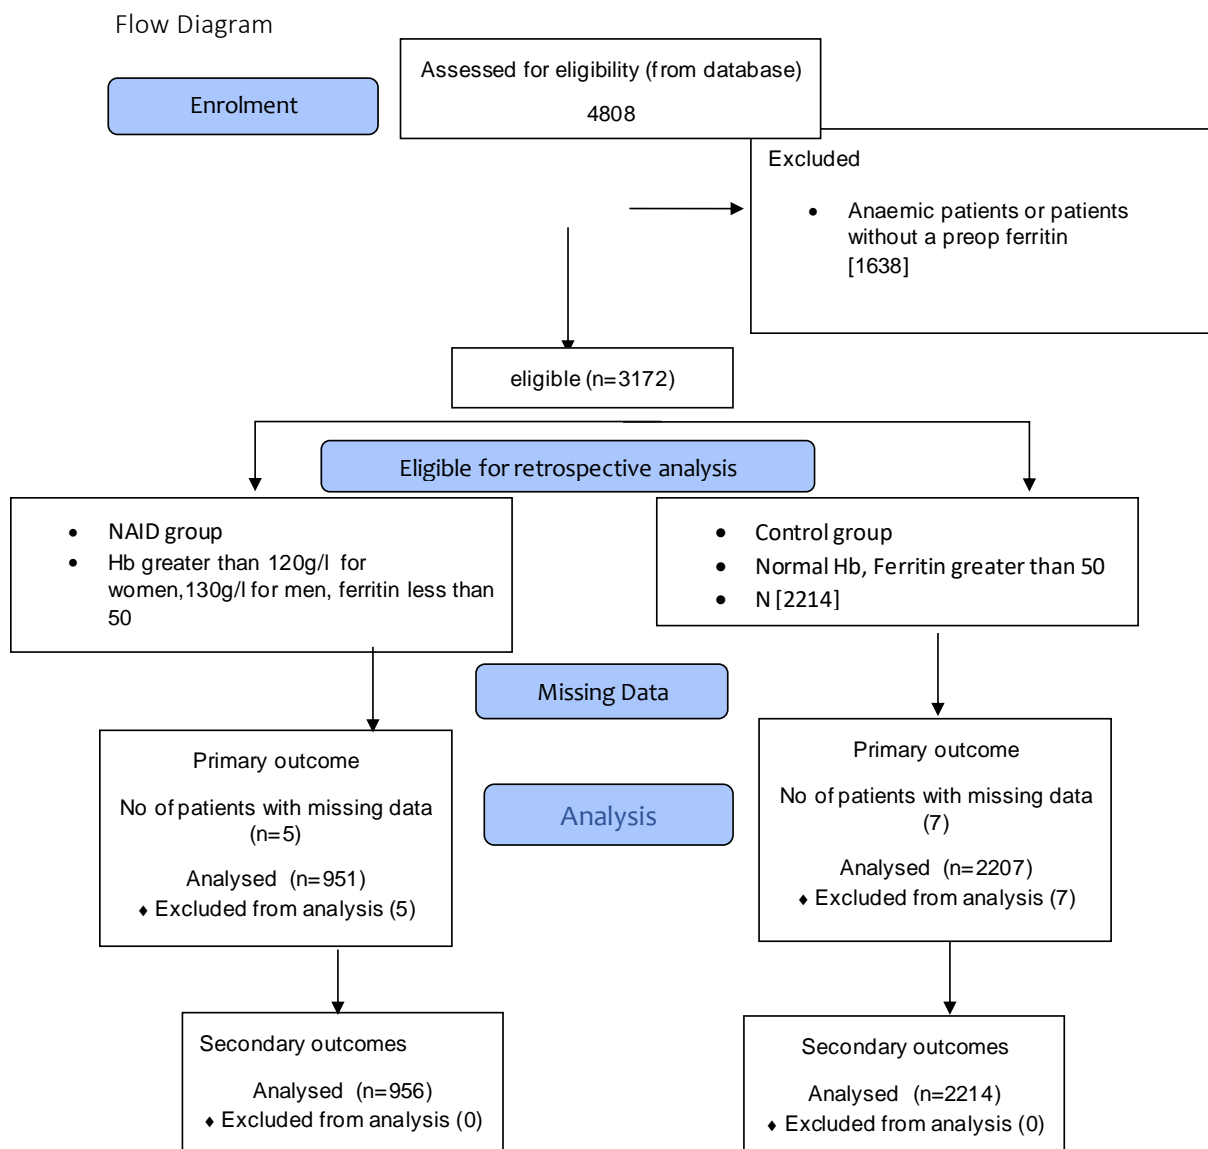 Flow Diagram
Assessed for eligibility (from database)
4808
Enrolment
Excluded
• Anaemic patients or patients
without a preop ferritin
[1638]
eligible (n=3172)
Eligible for retrospective analysis
• NAID group
• Hb greater than 120g/l for
women,130g/l for men, ferritin less than
50
• Control group
• Normal Hb, Ferritin greater than 50
• N [2214]
Missing Data
Primary outcome
No of patients with missing data
(n=5)
Analysed (n=951)
♦ Excluded from analysis (5)
Analysis
Primary outcome
No of patients with missing data
(7)
Analysed (n=2207)
♦ Excluded from analysis (7)
Secondary outcomes
Analysed (n=956)
♦ Excluded from analysis (0)
Secondary outcomes
Analysed (n=2214)
♦ Excluded from analysis (0)